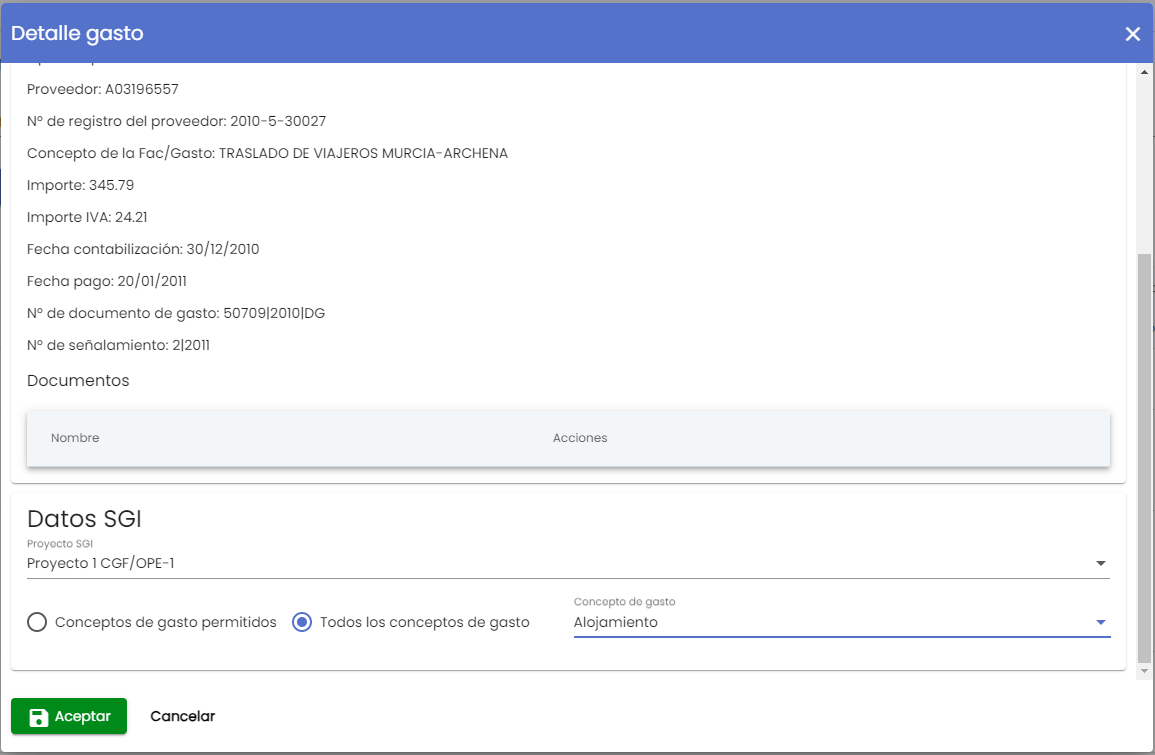 Detalle gasto
Proveedor: A03196557
Nº de registro del proveedor: 2010-5-30027
Concepto de la Fac/Gasto: TRASLADO DE VIAJEROS MURCIA-ARCHENA
Importe: 345.79
Importe IVA: 24.21
Fecha contabilización: 30/12/2010
Fecha pago: 20/01/2011
Nº de documento de gasto: 50709|2010|DG
Nº de señalamiento: 2|2011
Documentos
Nombre Acciones
Datos SGI
Proyecto SGI
Proyecto 1 CGF/OPE-1
Concepto de gasto
Conceptos de gasto permitidos Todos los conceptos de gasto Alojamiento
Aceptar Cancelar